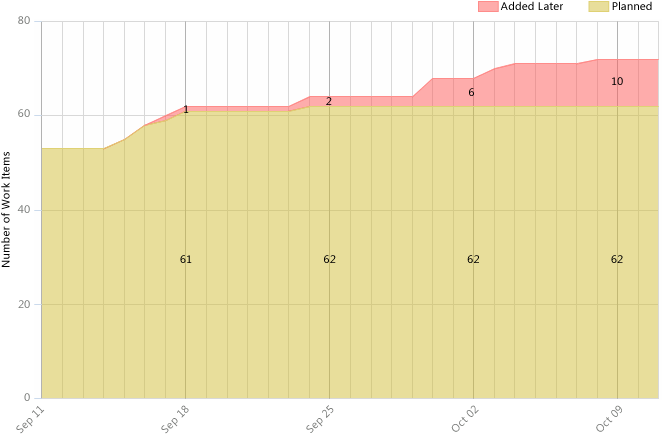 Added Later Planned
80
60
40
20
0
Number of Work Items
1
2
6
10
61
62
62
62
Sep 11
Sep 18
Sep 25
Oct 02
Oct 09